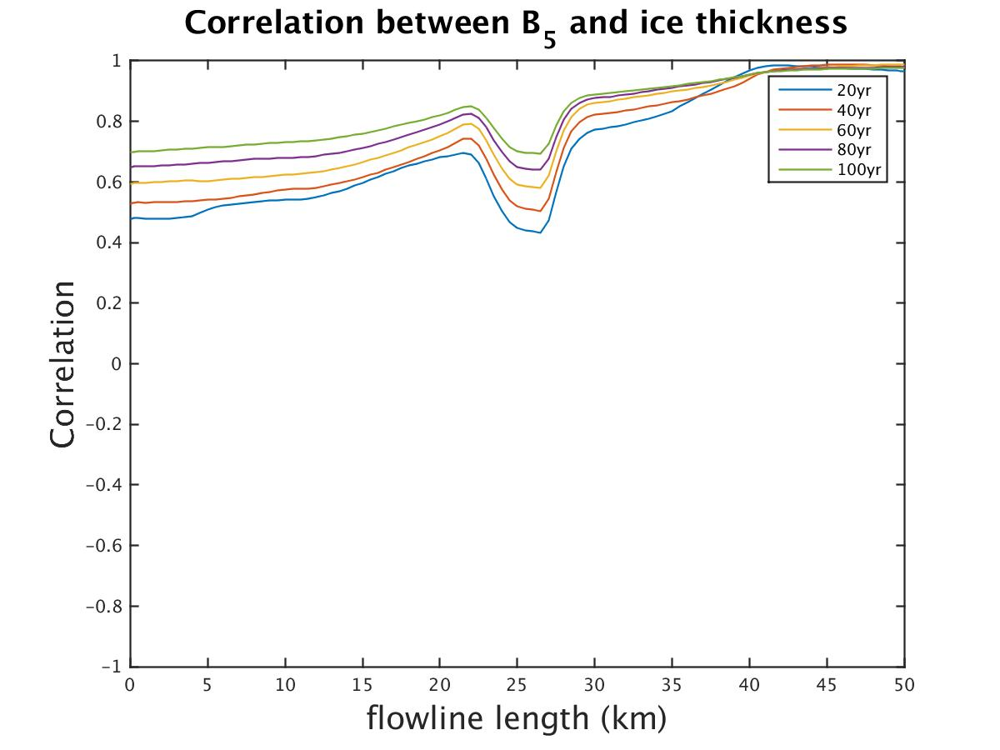 Correlation between B5 and ice thickness
1
0.8
0.6
0.4
0.2
0
−0.2
−0.4
−0.6
−0.8
−1
Correlation
20yr
40yr
60yr
80yr
100yr
0 5 10 15 20 25 30 35 40 45 50
flowline length (km)